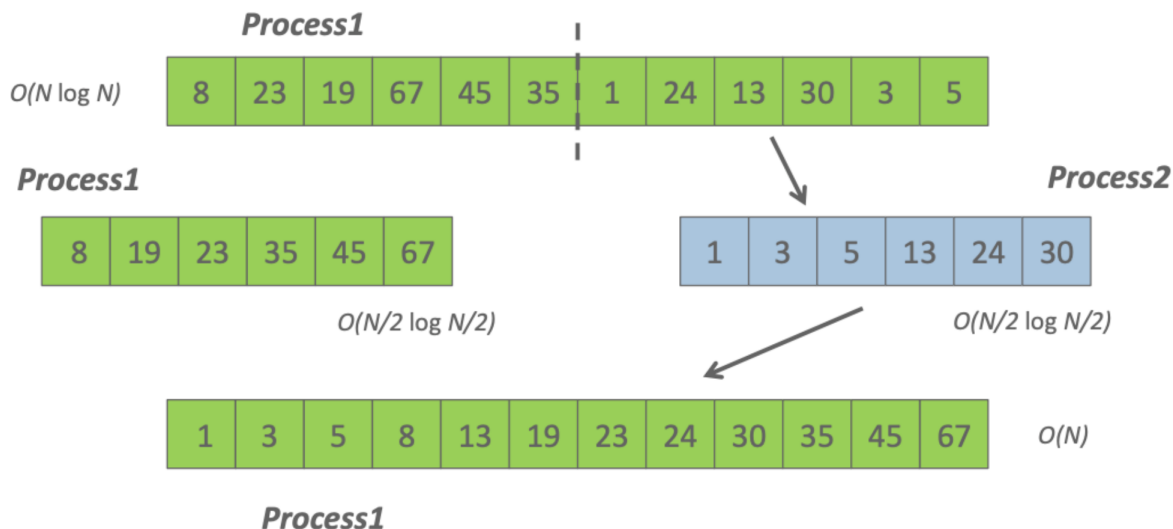 Process1
O(N log N) 8 23 19 67 45 35 1 24 13 30 3 5
Process1
Process2
8 19 23 35 45 67
1 3 5 13 24 30
O(N/2 log N/2)
O(N/2 log N/2)
1 3 5 8 13 19 23 24 30 35 45 67 O(N)
Process1